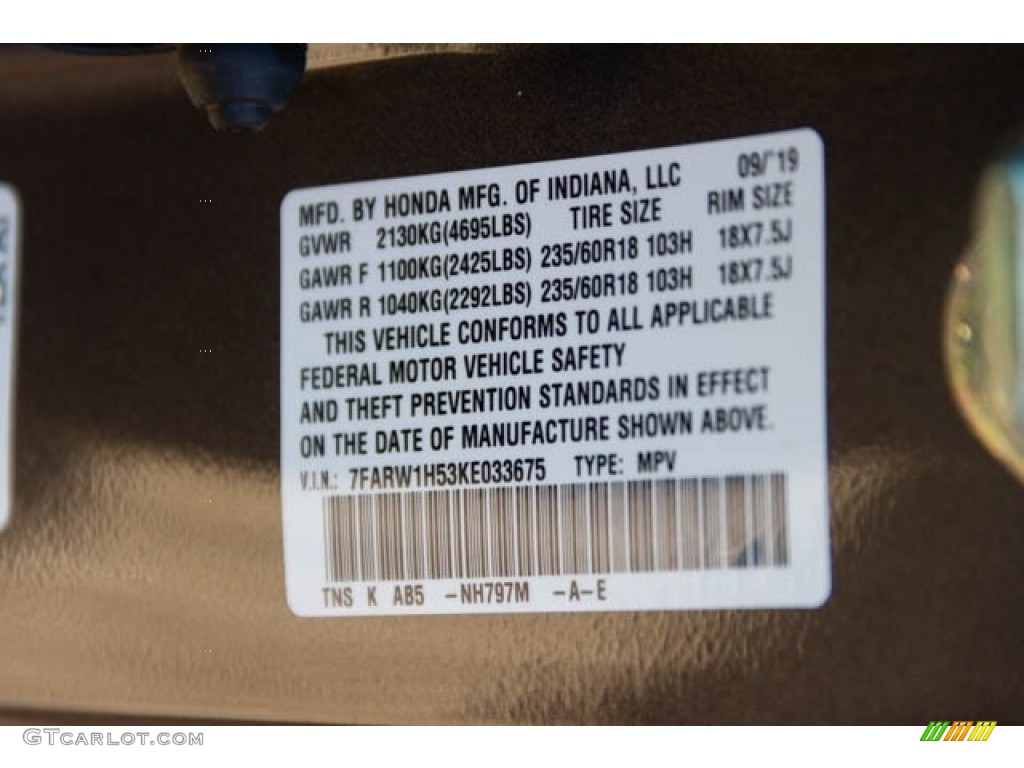 MFD. BY HONDA MFG. OF INDIANA, LLC 09/'19
GVWR 2130KG(4695LBS) TIRE SIZE RIM SIZE
GAWR F 1100KG(2425LBS) 235/60R18 103H 18X7.5J
GAWR R 1040KG(2292LBS) 235/60R18 103H 18X7.5J
THIS VEHICLE CONFORMS TO ALL APPLICABLE
FEDERAL MOTOR VEHICLE SAFETY
AND THEFT PREVENTION STANDARDS IN EFFECT
ON THE DATE OF MANUFACTURE SHOWN ABOVE.
V.I.N.: 7FARW1H53KE033675 TYPE: MPV
TNS K AB5 -NH797M -A-E
GTCARLOT.COM